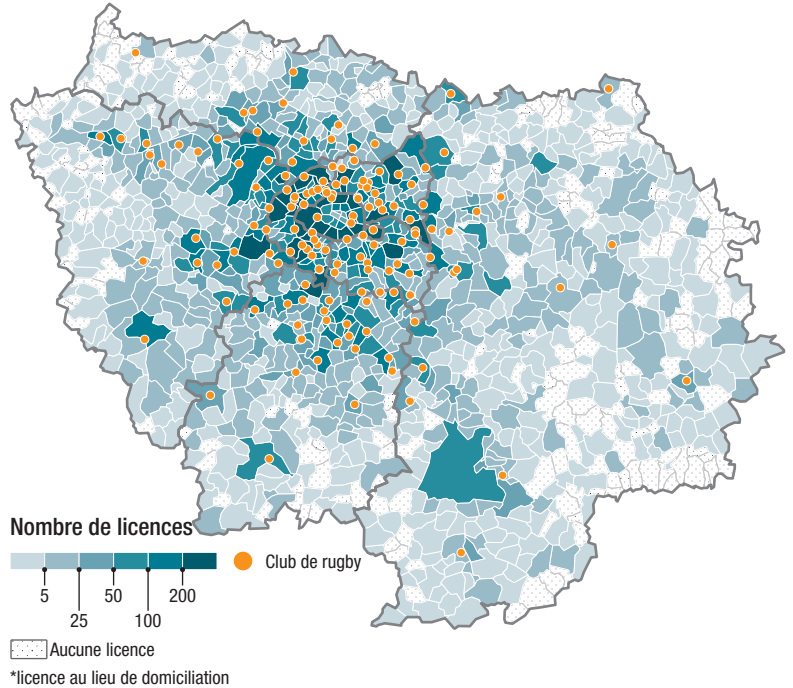 Nombre de licences
Club de rugby
5 50 200
25 100
Aucune licence
*licence au lieu de domiciliation